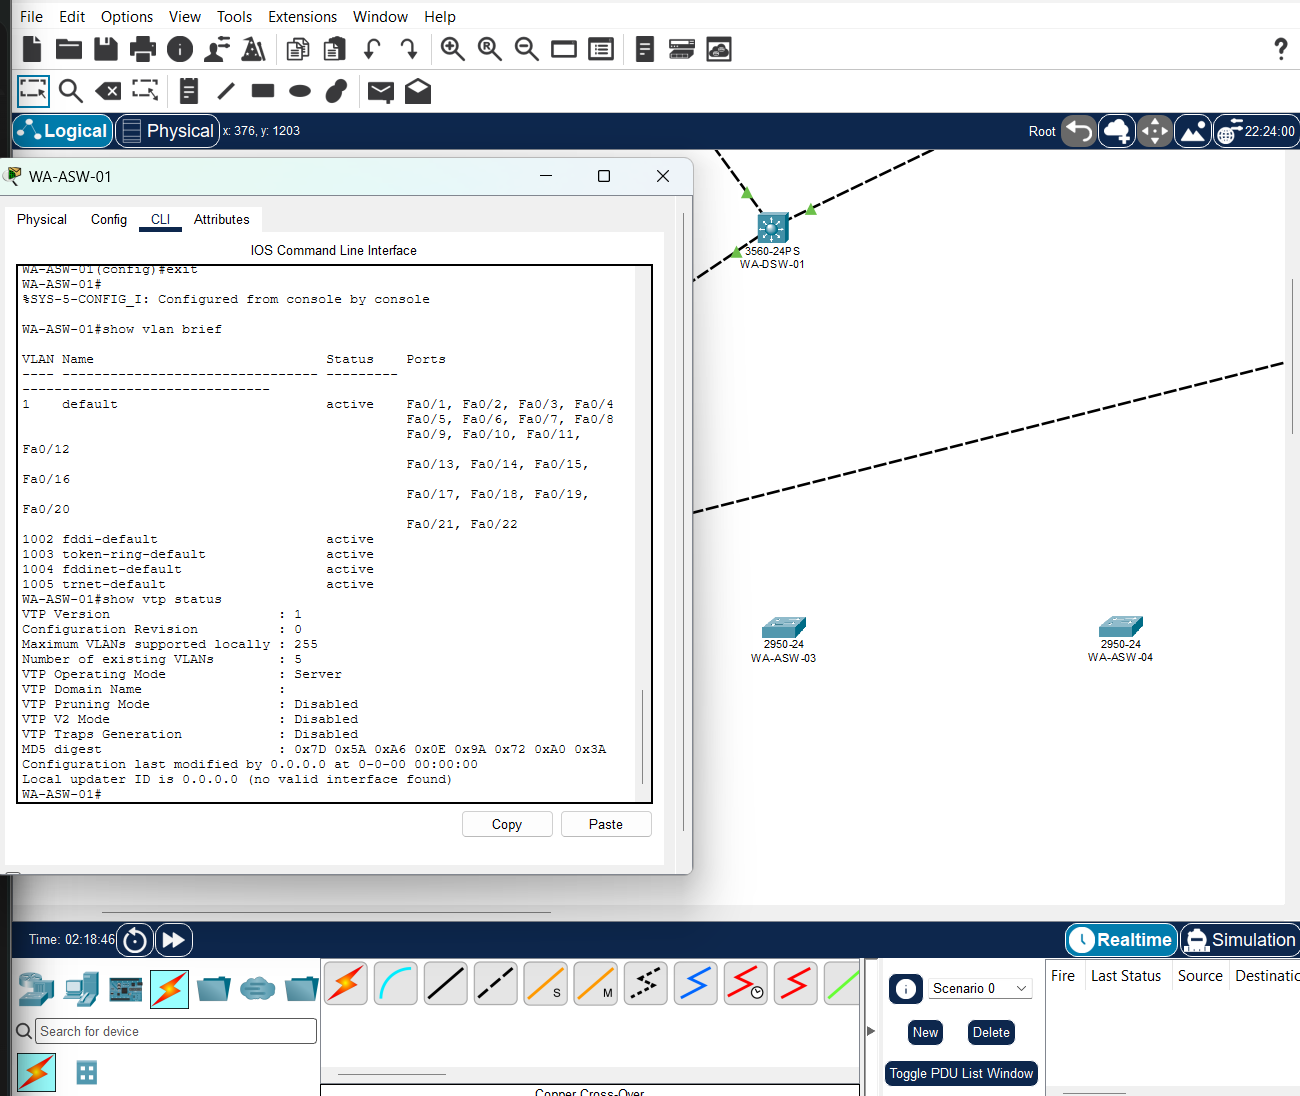 File Edit Options View Tools Extensions Window Help
Logical Physical x: 376, y: 1203 Root 22:24:00
WA-ASW-01
Physical Config CLI Attributes
IOS Command Line Interface
WA-ASW-01(config)#exit
WA-ASW-01#
%SYS-5-CONFIG_I: Configured from console by console
WA-ASW-01#show vlan brief
VLAN Name Status Ports
---- -------------------------------- ---------
-------------------------------
1 default active Fa0/1, Fa0/2, Fa0/3, Fa0/4
Fa0/5, Fa0/6, Fa0/7, Fa0/8
Fa0/9, Fa0/10, Fa0/11,
Fa0/12
Fa0/13, Fa0/14, Fa0/15,
Fa0/16
Fa0/17, Fa0/18, Fa0/19,
Fa0/20
Fa0/21, Fa0/22
1002 fddi-default active
1003 token-ring-default active
1004 fddinet-default active
1005 trnet-default active
WA-ASW-01#show vtp status
VTP Version : 1
Configuration Revision : 0
Maximum VLANs supported locally : 255
Number of existing VLANs : 5
VTP Operating Mode : Server
VTP Domain Name :
VTP Pruning Mode : Disabled
VTP V2 Mode : Disabled
VTP Traps Generation : Disabled
MD5 digest : 0x7D 0x5A 0xA6 0x0E 0x9A 0x72 0xA0 0x3A
Configuration last modified by 0.0.0.0 at 0-0-00 00:00:00
Local updater ID is 0.0.0.0 (no valid interface found)
WA-ASW-01#
Copy Paste
3560-24PS
WA-DSW-01
2950-24
WA-ASW-03
2950-24
WA-ASW-04
Time: 02:18:46 Realtime Simulation
S M
Search for device
Copper Cross-Over
Scenario 0
New Delete
Toggle PDU List Window
Fire Last Status Source Destinatic